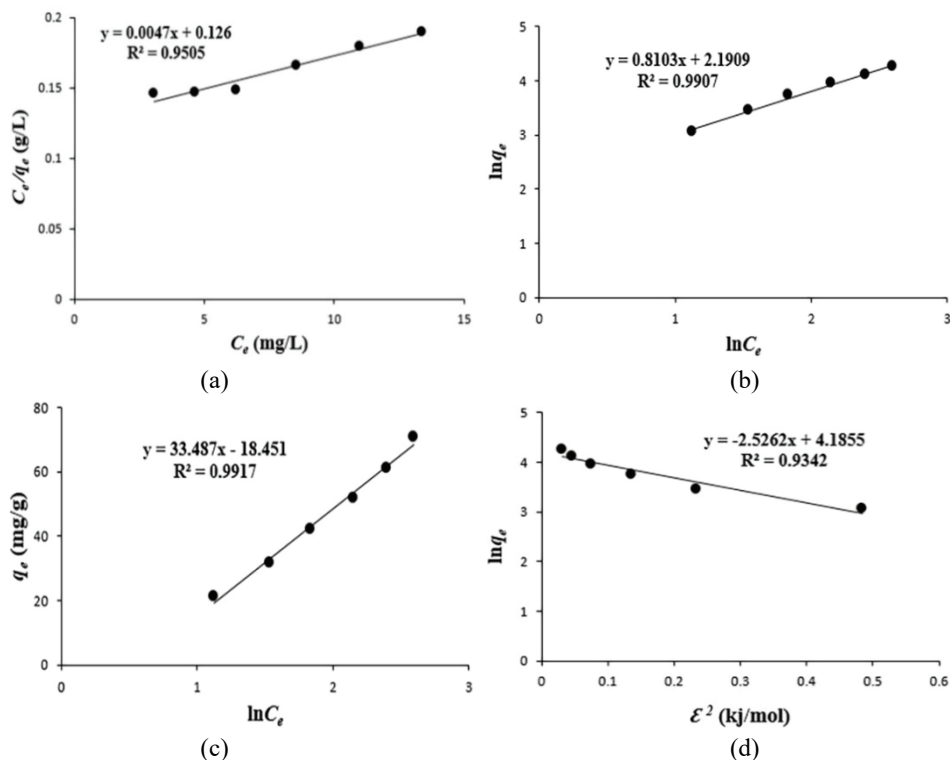 y = 0.0047x + 0.126
R² = 0.9505
0.2
0.15
0.1
0.05
0
0
5
10
15
Ce/qe (g/L)
Ce (mg/L)
(a)
y = 0.8103x + 2.1909
R² = 0.9907
5
4
3
2
1
0
0
1
2
3
lnqe
lnCe
(b)
y = 33.487x - 18.451
R² = 0.9917
80
60
40
20
0
0
1
2
3
qe (mg/g)
lnCe
(c)
y = -2.5262x + 4.1855
R² = 0.9342
5
4
3
2
1
0
0
0.1
0.2
0.3
0.4
0.5
0.6
lnqe
Ɛ² (kj/mol)
(d)